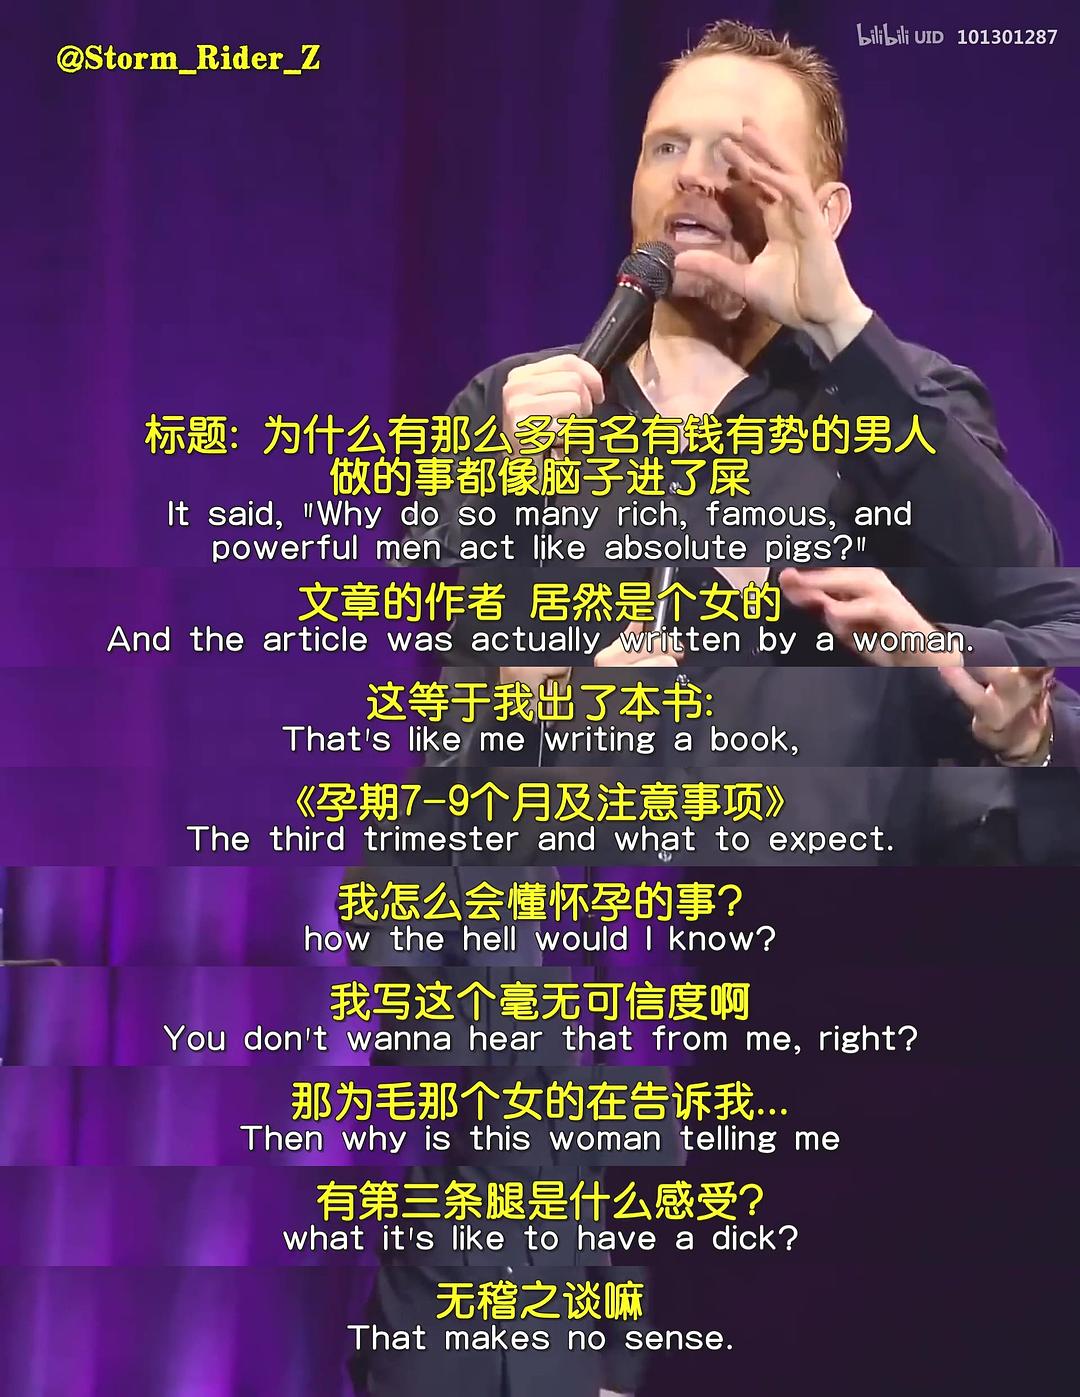 @Storm_Rider_Z
bilibili UID 101301287
标题: 为什么有那么多有名有钱有势的男人
做的事都像脑子进了屎
It said, "Why do so many rich, famous, and
powerful men act like absolute pigs?"
文章的作者 居然是个女的
And the article was actually written by a woman.
这等于我出了本书:
That's like me writing a book,
《孕期7-9个月及注意事项》
The third trimester and what to expect.
我怎么会懂怀孕的事?
how the hell would I know?
我写这个毫无可信度啊
You don't wanna hear that from me, right?
那为毛那个女的在告诉我...
Then why is this woman telling me
有第三条腿是什么感受?
what it's like to have a dick?
无稽之谈嘛
That makes no sense.